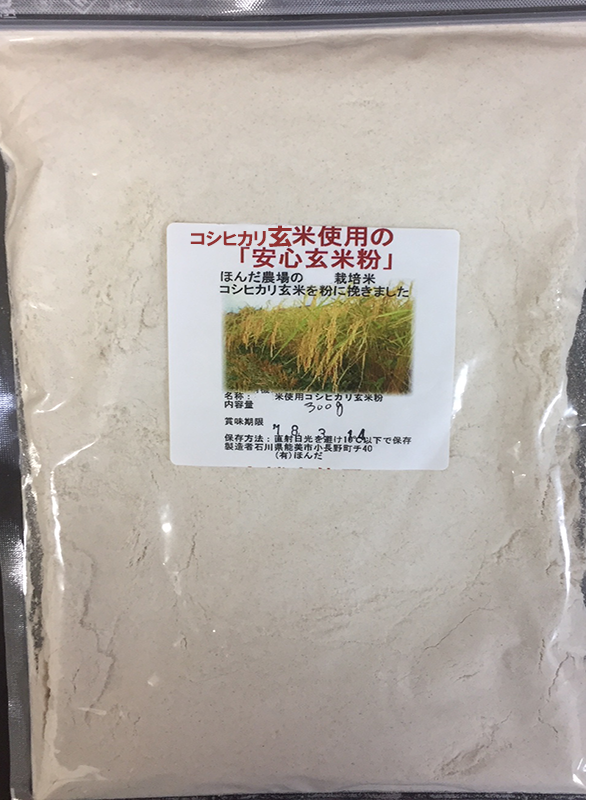 コシヒカリ玄米使用の
「安心玄米粉」
ほんだ農場の 栽培米
コシヒカリ玄米を粉に挽きました
名称: 米使用コシヒカリ玄米粉
内容量 300g
賞味期限 18. 3. 14
保存方法:直射日光を避け15℃以下で保存
製造者石川県能美市小長野町チ40
(有)ほんだ